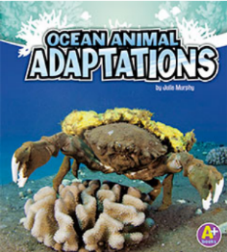 OCEAN ANIMAL
ADAPTATIONS
by Julie Murphy
A+